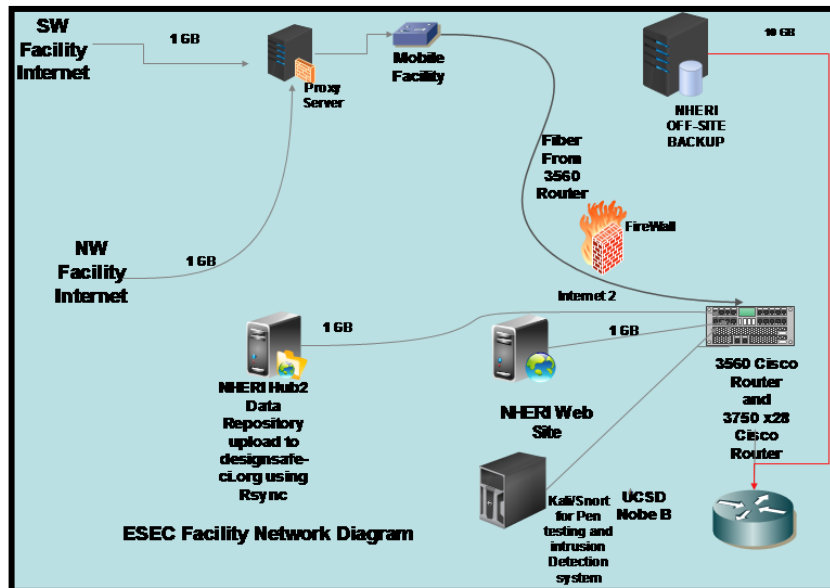 SW
Facility
Internet
1 GB
Proxy
Server
Mobile
Facility
10 GB
NHERI
OFF-SITE
BACKUP
Fiber
From
3560
Router
FireWall
NW
Facility
Internet
1 GB
Internet 2
1 GB
1 GB
NHERI Hub2
Data
Repository
upload to
designsafe-
ci.org using
Rsync
NHERI Web
Site
3560 Cisco
Router
and
3750 x28
Cisco
Router
Kali/Snort
for Pen
testing and
intrusion
Detection
system
UCSD
Nobe B
ESEC Facility Network Diagram